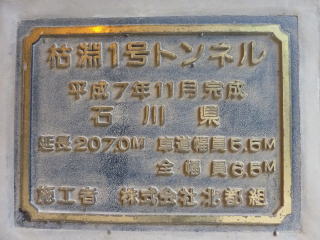 枯淵1号トンネル
平成7年11月完成
石川県
延長2070M 車道幅員5.5M
全幅員6.5M
施工者 株式会社北都組